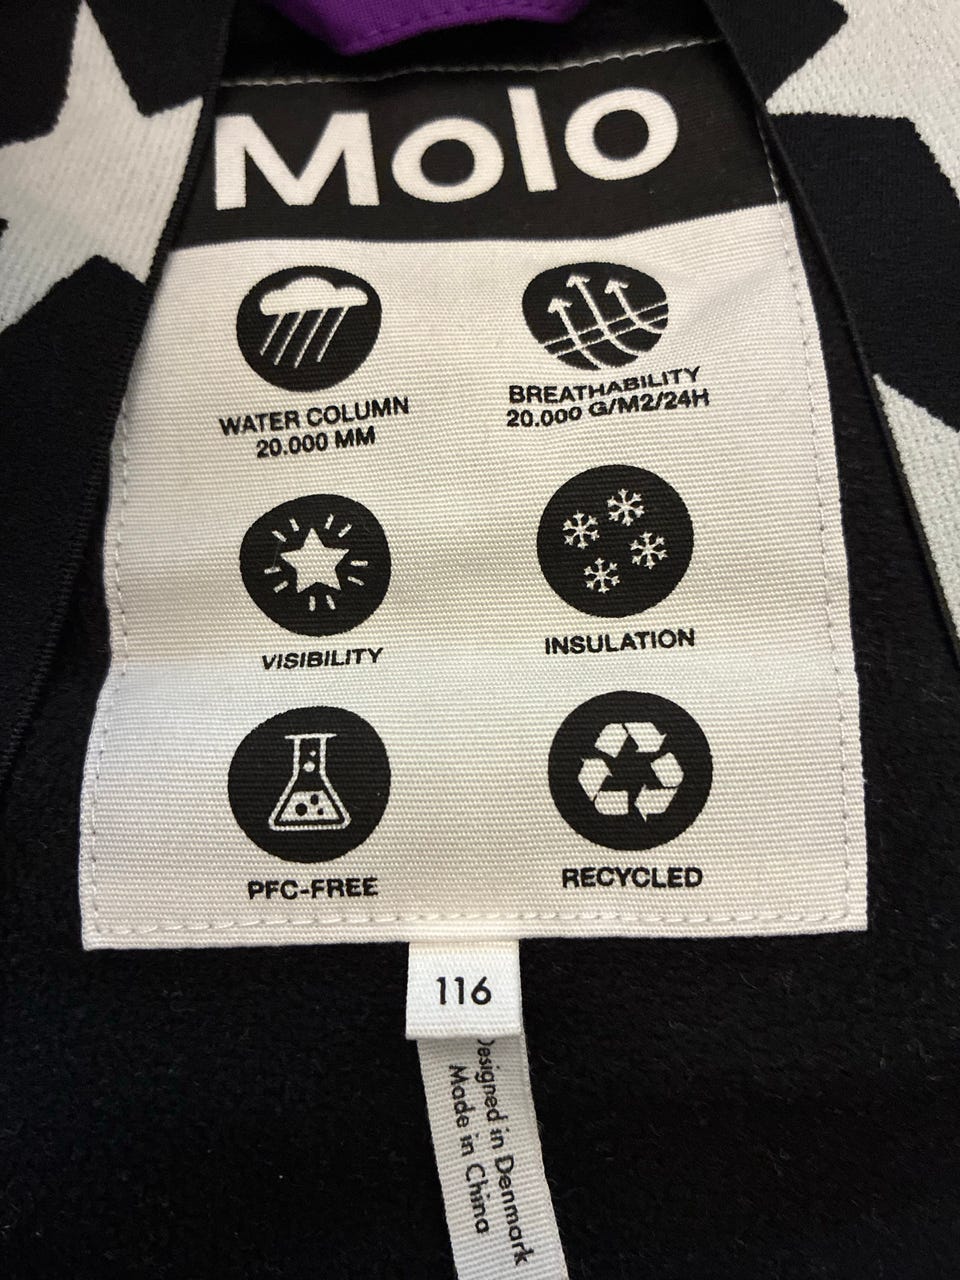 Molo
WATER COLUMN
20.000 MM
BREATHABILITY
20.000 G/M2/24H
VISIBILITY
INSULATION
PFC-FREE
RECYCLED
116
Designed in Denmark
Made in China